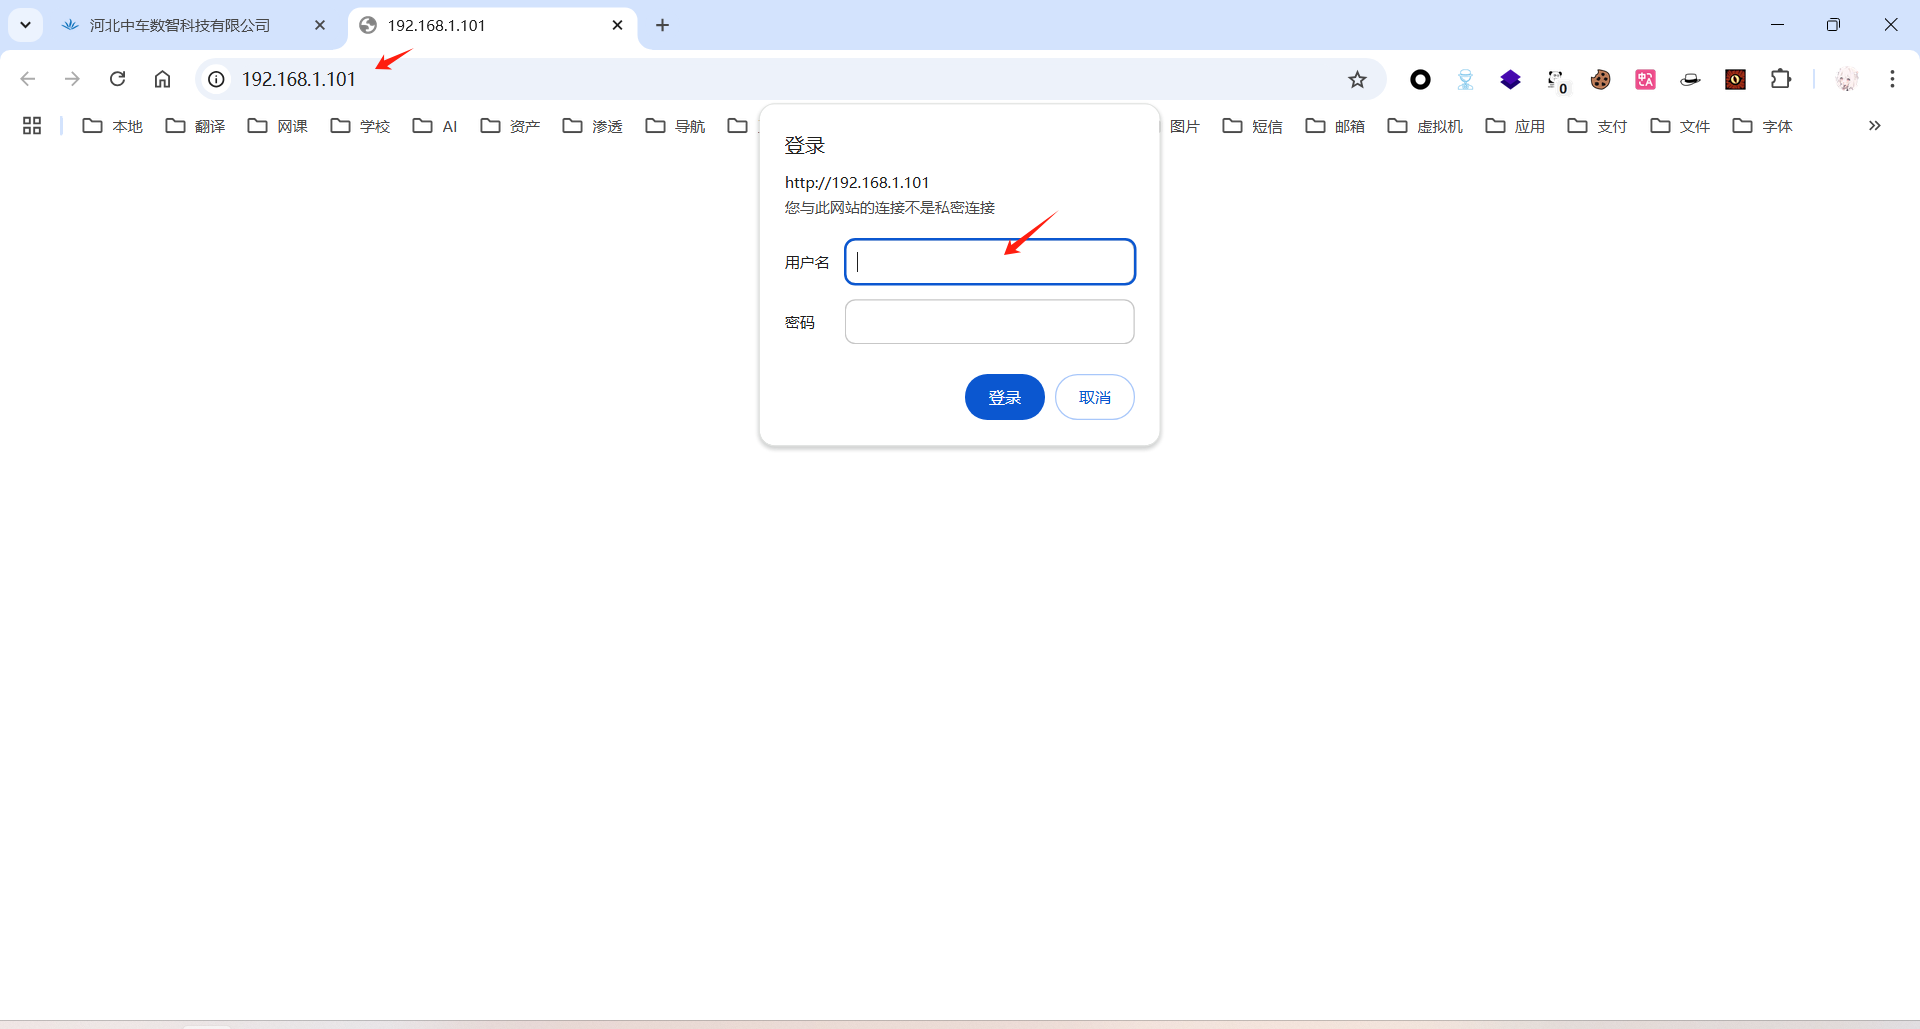 河北中车数智科技有限公司
192.168.1.101
192.168.1.101
0
中A
本地 翻译 网课 学校 AI 资产 渗透 导航 图片 短信 邮箱 虚拟机 应用 支付 文件 字体
登录
http://192.168.1.101
您与此网站的连接不是私密连接
用户名
密码
登录 取消